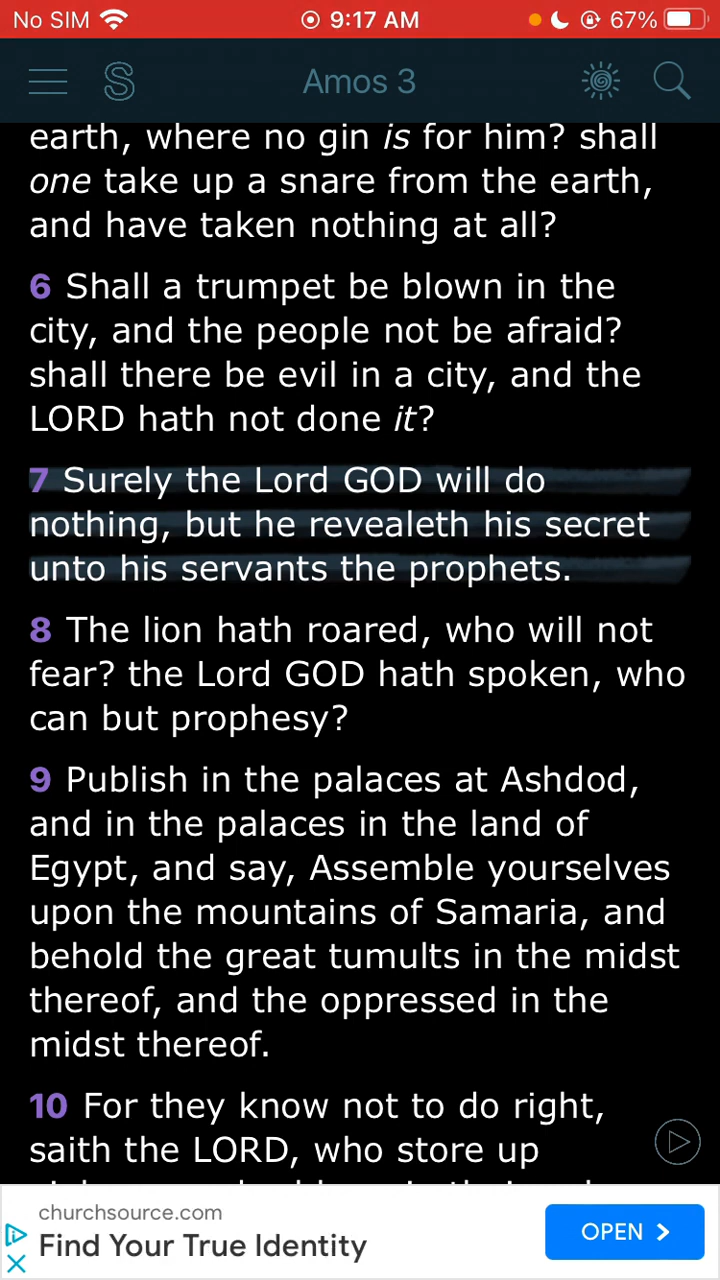 No SIM 9:17 AM 67%
Amos 3
earth, where no gin is for him? shall
one take up a snare from the earth,
and have taken nothing at all?
6 Shall a trumpet be blown in the
city, and the people not be afraid?
shall there be evil in a city, and the
LORD hath not done it?
7 Surely the Lord GOD will do
nothing, but he revealeth his secret
unto his servants the prophets.
8 The lion hath roared, who will not
fear? the Lord GOD hath spoken, who
can but prophesy?
9 Publish in the palaces at Ashdod,
and in the palaces in the land of
Egypt, and say, Assemble yourselves
upon the mountains of Samaria, and
behold the great tumults in the midst
thereof, and the oppressed in the
midst thereof.
10 For they know not to do right,
saith the LORD, who store up
churchsource.com
Find Your True Identity
OPEN